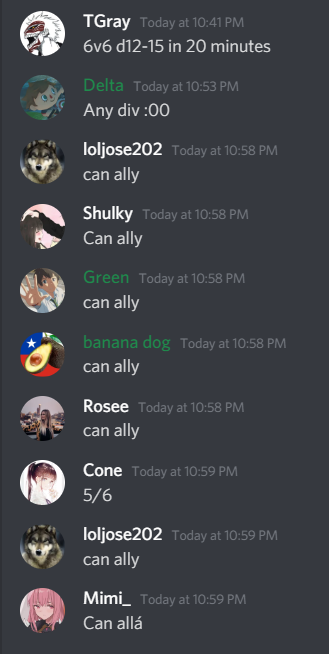 TGray Today at 10:41 PM
6v6 d12-15 in 20 minutes
Delta Today at 10:53 PM
Any div :00
loljose202 Today at 10:58 PM
can ally
Shulky Today at 10:58 PM
Can ally
Green Today at 10:58 PM
can ally
banana dog Today at 10:58 PM
can ally
Rosee Today at 10:58 PM
can ally
Cone Today at 10:59 PM
5/6
loljose202 Today at 10:59 PM
can ally
Mimi_ Today at 10:59 PM
Can allá